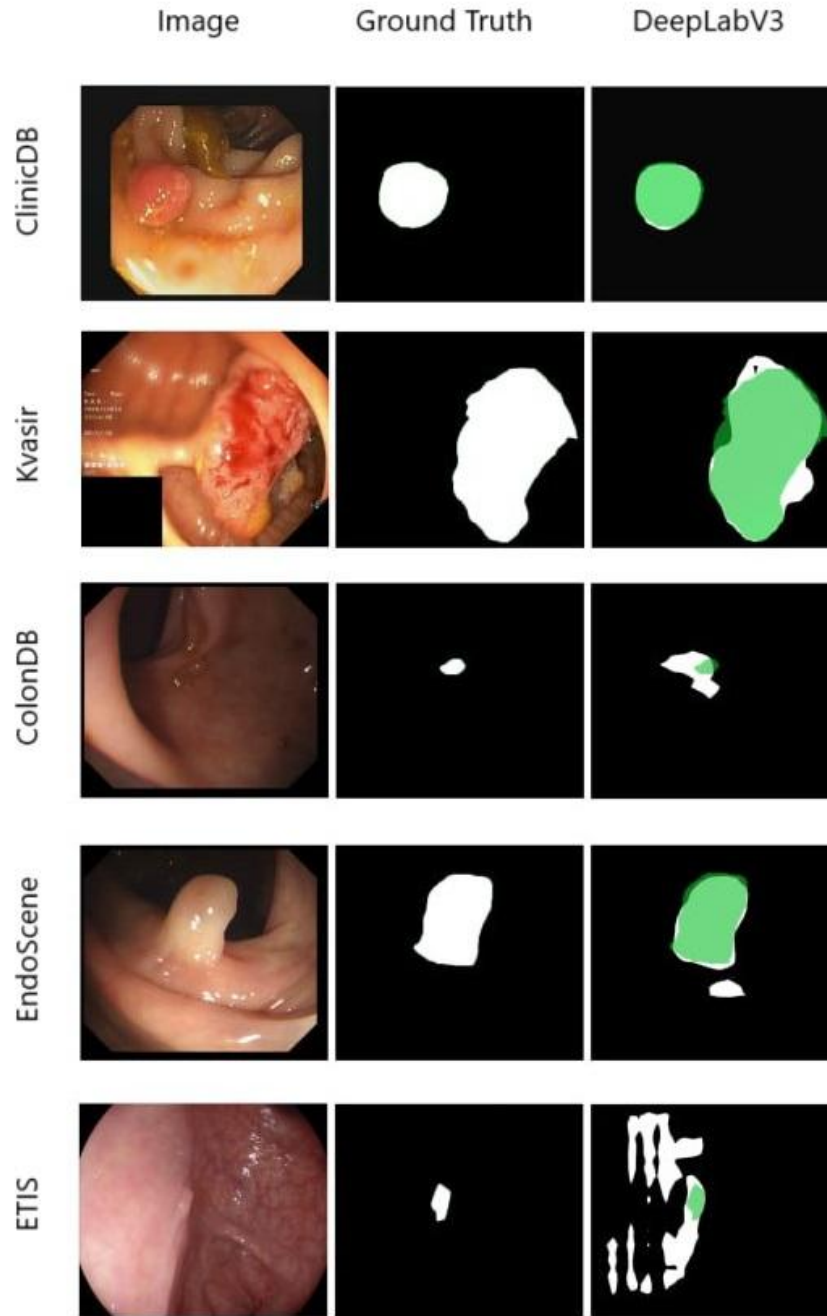 Image Ground Truth DeepLabV3
ClinicDB
Kvasir
ColonDB
EndoScene
ETIS